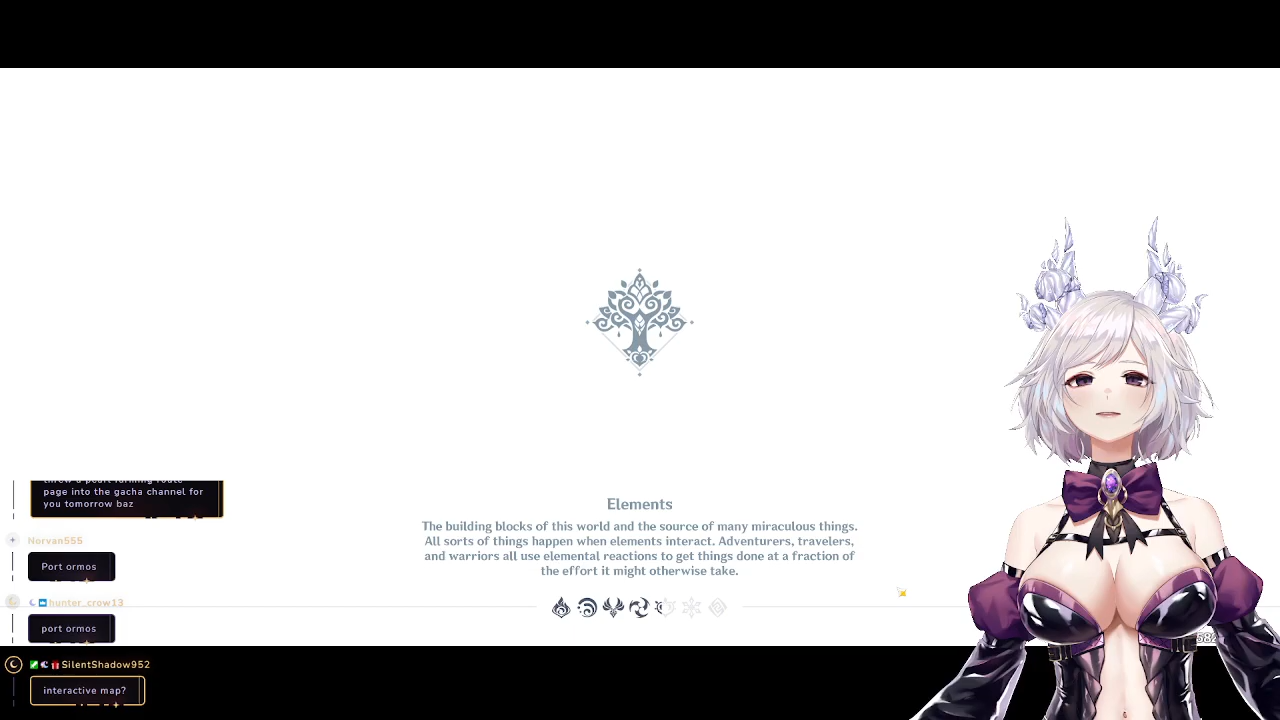 page into the gacha channel for
you tomorrow baz
Norvan555
Port ormos
hunter_crow13
port ormos
SilentShadow952
interactive map?
Elements
The building blocks of this world and the source of many miraculous things.
All sorts of things happen when elements interact. Adventurers, travelers,
and warriors all use elemental reactions to get things done at a fraction of
the effort it might otherwise take.